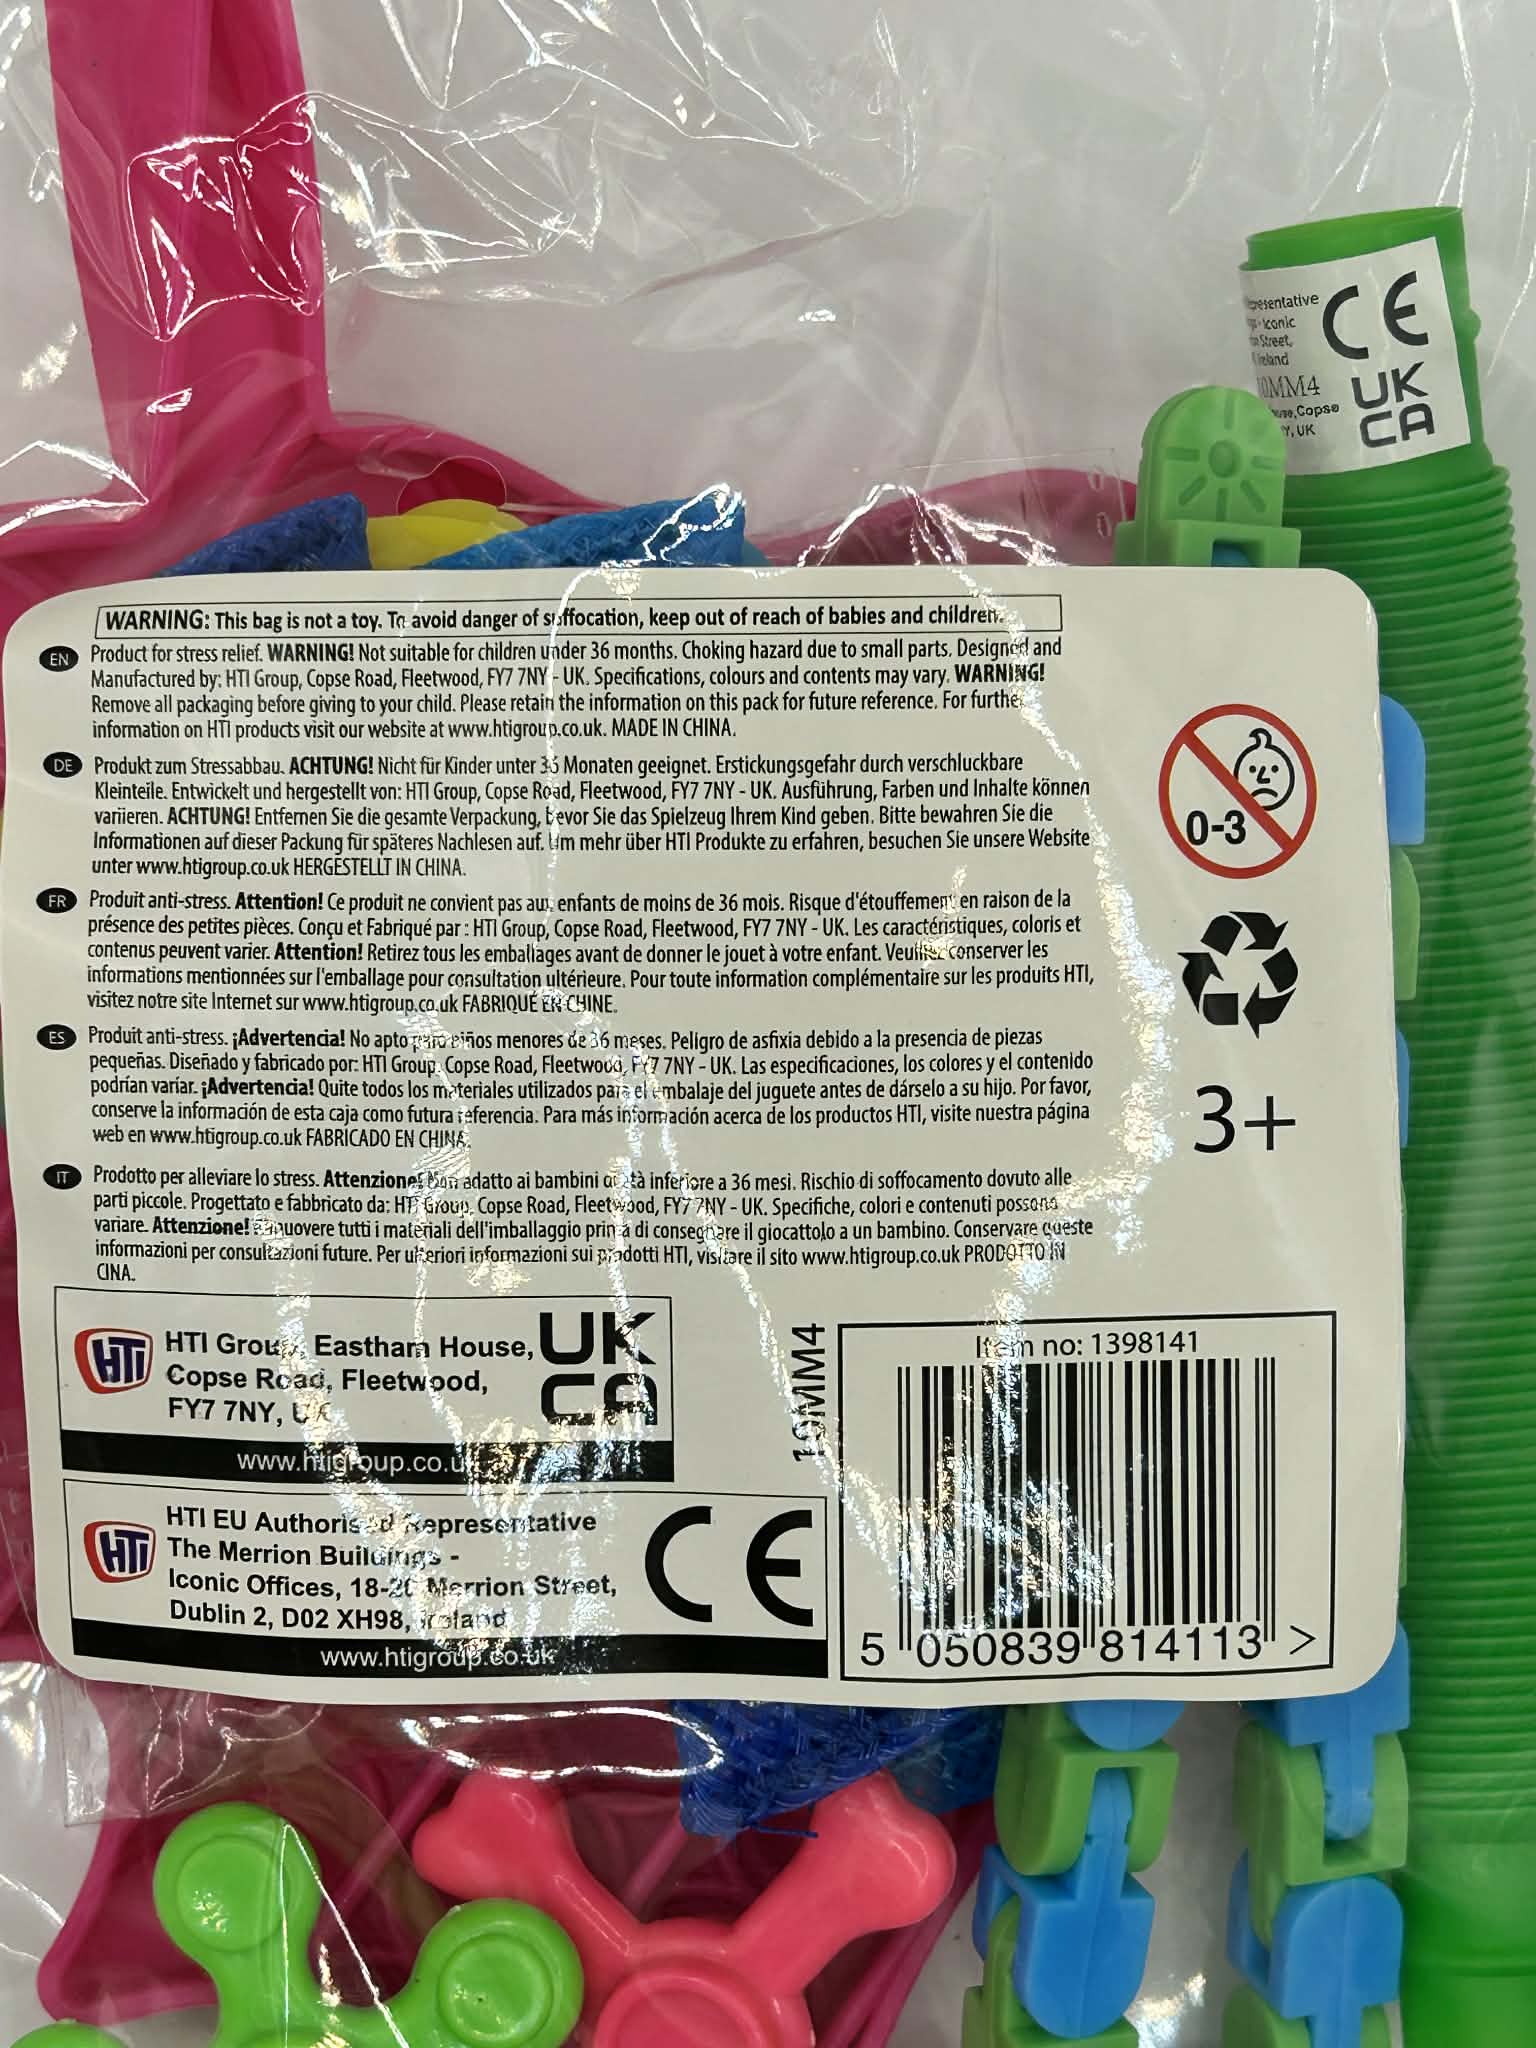 resentative
Iconic
Street,
Ireland
CE
0MM4
Copse
Y, UK
UK
CA
WARNING: This bag is not a toy. To avoid danger of suffocation, keep out of reach of babies and children.
EN Product for stress relief. WARNING! Not suitable for children under 36 months. Choking hazard due to small parts. Designed and
Manufactured by: HTI Group, Copse Road, Fleetwood, FY7 7NY - UK. Specifications, colours and contents may vary. WARNING!
Remove all packaging before giving to your child. Please retain the information on this pack for future reference. For further
information on HTI products visit our website at www.htigroup.co.uk. MADE IN CHINA.
DE Produkt zum Stressabbau. ACHTUNG! Nicht für Kinder unter 36 Monaten geeignet. Erstickungsgefahr durch verschluckbare
Kleinteile. Entwickelt und hergestellt von: HTI Group, Copse Road, Fleetwood, FY7 7NY - UK. Ausführung, Farben und Inhalte können
variieren. ACHTUNG! Entfernen Sie die gesamte Verpackung, bevor Sie das Spielzeug Ihrem Kind geben. Bitte bewahren Sie die
Informationen auf dieser Packung für späteres Nachlesen auf. Um mehr über HTI Produkte zu erfahren, besuchen Sie unsere Website
unter www.htigroup.co.uk HERGESTELLT IN CHINA.
FR Produit anti-stress. Attention! Ce produit ne convient pas aux enfants de moins de 36 mois. Risque d'étouffement en raison de la
présence des petites pièces. Conçu et Fabriqué par : HTI Group, Copse Road, Fleetwood, FY7 7NY - UK. Les caractéristiques, coloris et
contenus peuvent varier. Attention! Retirez tous les emballages avant de donner le jouet à votre enfant. Veuillez conserver les
informations mentionnées sur l'emballage pour consultation ultérieure. Pour toute information complémentaire sur les produits HTI,
visitez notre site Internet sur www.htigroup.co.uk FABRIQUÉ EN CHINE.
ES Produit anti-stress. ¡Advertencia! No apto para niños menores de 36 meses. Peligro de asfixia debido a la presencia de piezas
pequeñas. Diseñado y fabricado por: HTI Group, Copse Road, Fleetwood, FY7 7NY - UK. Las especificaciones, los colores y el contenido
podrían variar. ¡Advertencia! Quite todos los materiales utilizados para el embalaje del juguete antes de dárselo a su hijo. Por favor,
conserve la información de esta caja como futura referencia. Para más información acerca de los productos HTI, visite nuestra página
web en www.htigroup.co.uk FABRICADO EN CHINA.
IT Prodotto per alleviare lo stress. Attenzione! Non adatto ai bambini di età inferiore a 36 mesi. Rischio di soffocamento dovuto alle
parti piccole. Progettato e fabbricato da: HTI Group, Copse Road, Fleetwood, FY7 7NY - UK. Specifiche, colori e contenuti possono
variare. Attenzione! Rimuovere tutti i materiali dell'imballaggio prima di consegnare il giocattolo a un bambino. Conservare queste
informazioni per consultazioni future. Per ulteriori informazioni sui prodotti HTI, visitare il sito www.htigroup.co.uk PRODOTTO IN
CINA.
0-3
3+
HTI
HTI Group, Eastham House,
Copse Road, Fleetwood,
FY7 7NY, UK
UK
CA
www.htigroup.co.uk
HTI
HTI EU Authorised Representative
The Merrion Buildings -
Iconic Offices, 18-20 Merrion Street,
Dublin 2, D02 XH98, Ireland
CE
www.htigroup.co.uk
10MM4
Item no: 1398141
5 050839 814113 >